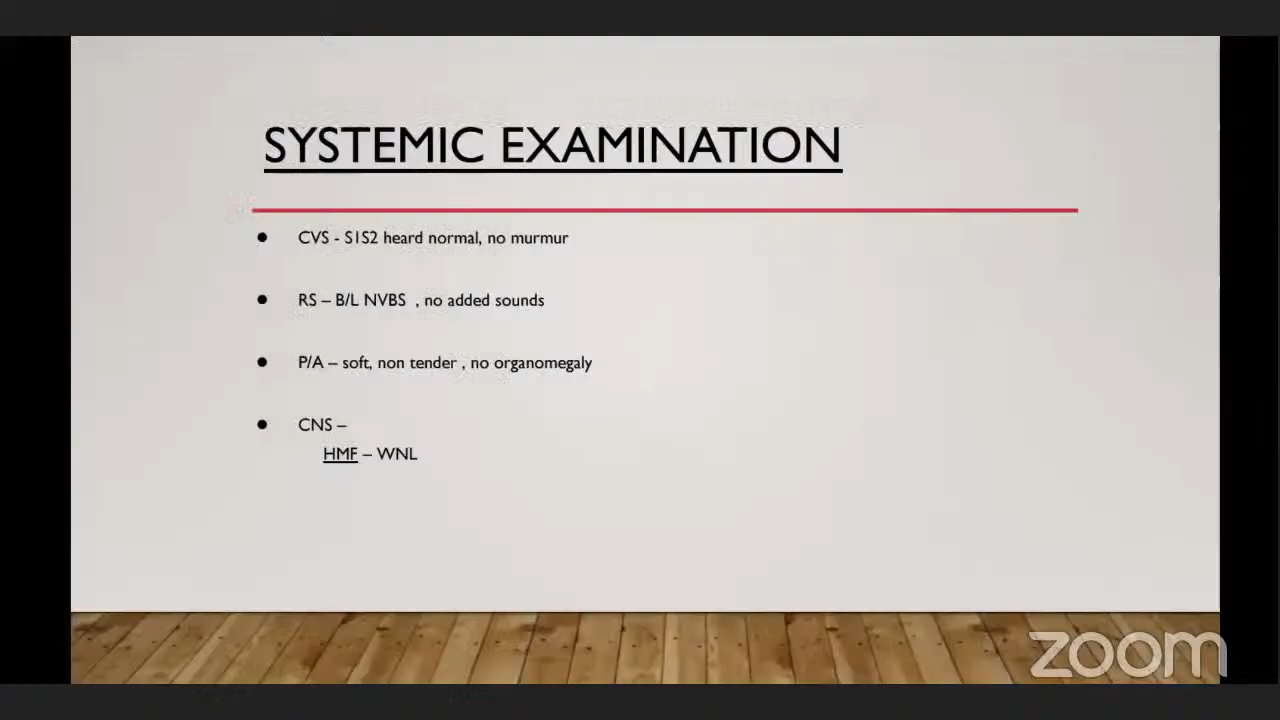 SYSTEMIC EXAMINATION
● CVS - S1S2 heard normal, no murmur
● RS – B/L NVBS , no added sounds
● P/A – soft, non tender , no organomegaly
● CNS –
HMF – WNL
zoom